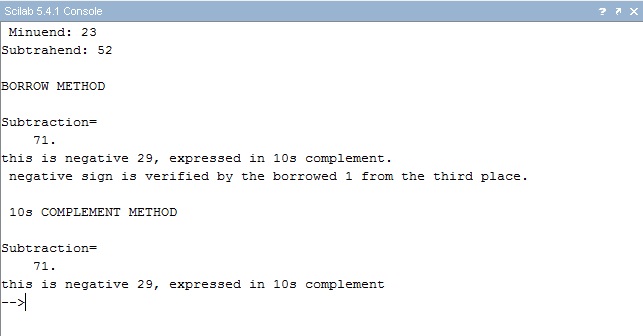 Scilab 5.4.1 Console
Minuend: 23
Subtrahend: 52
BORROW METHOD
Subtraction=
71.
this is negative 29, expressed in 10s complement.
negative sign is verified by the borrowed 1 from the third place.
10s COMPLEMENT METHOD
Subtraction=
71.
this is negative 29, expressed in 10s complement
-->